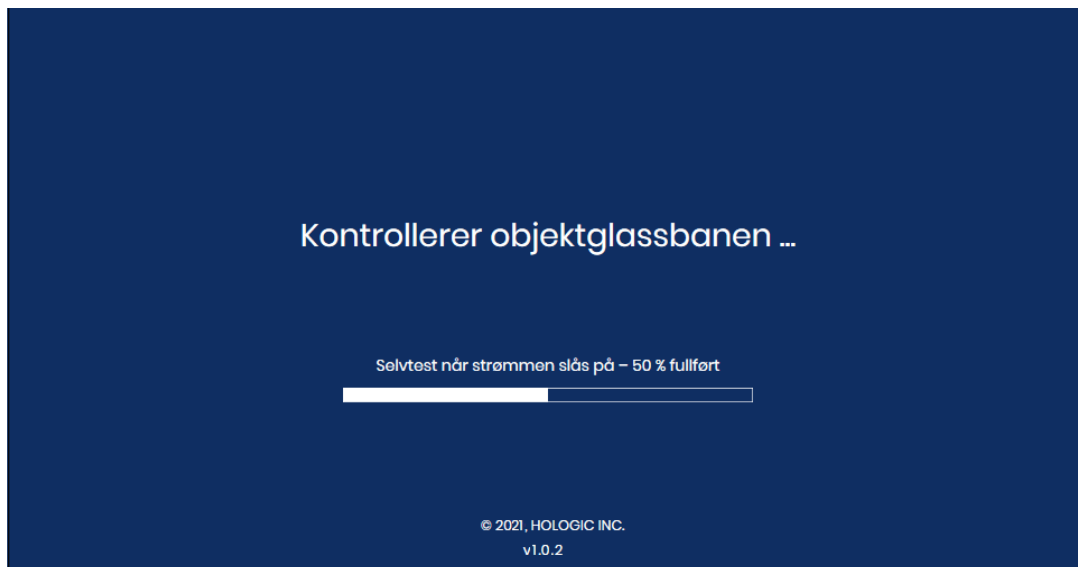 Kontrollerer objektglassbanen ...
Selvtest når strømmen slås på – 50 % fullført
© 2021, HOLOGIC INC.
v1.0.2